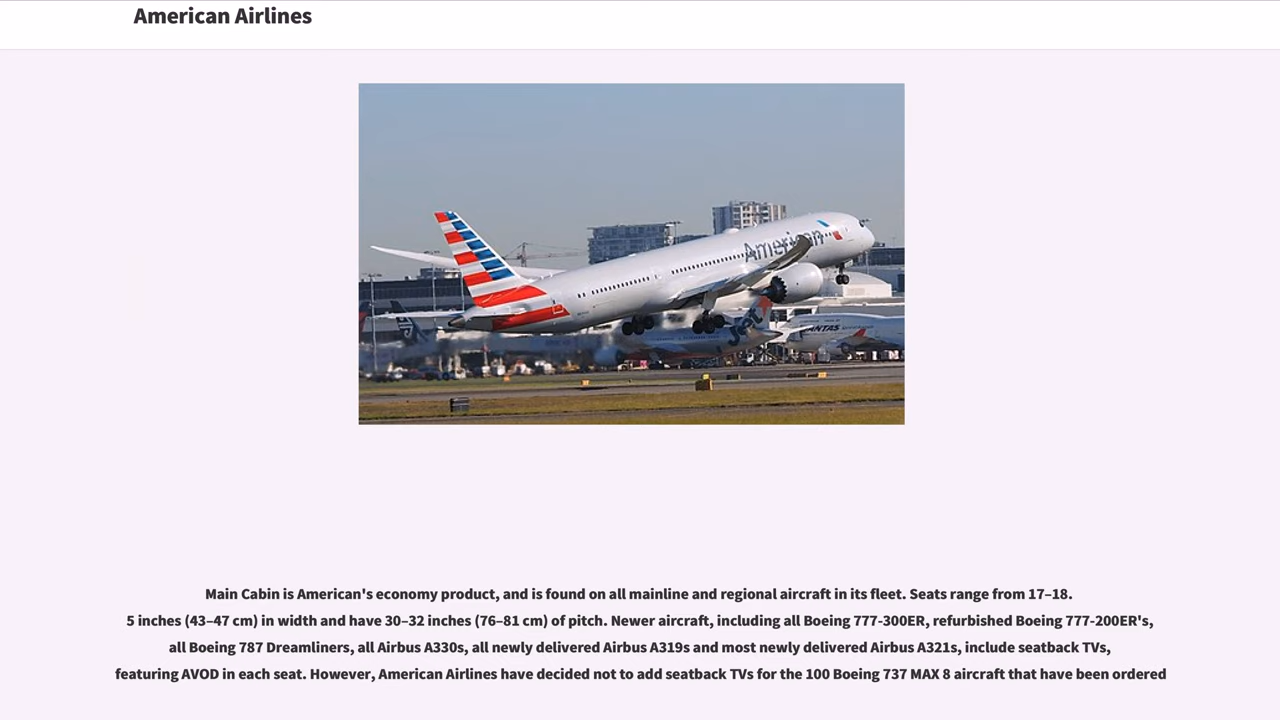 American Airlines
American
QANTAS
Main Cabin is American's economy product, and is found on all mainline and regional aircraft in its fleet. Seats range from 17–18.
5 inches (43–47 cm) in width and have 30–32 inches (76–81 cm) of pitch. Newer aircraft, including all Boeing 777-300ER, refurbished Boeing 777-200ER's,
all Boeing 787 Dreamliners, all Airbus A330s, all newly delivered Airbus A319s and most newly delivered Airbus A321s, include seatback TVs,
featuring AVOD in each seat. However, American Airlines have decided not to add seatback TVs for the 100 Boeing 737 MAX 8 aircraft that have been ordered